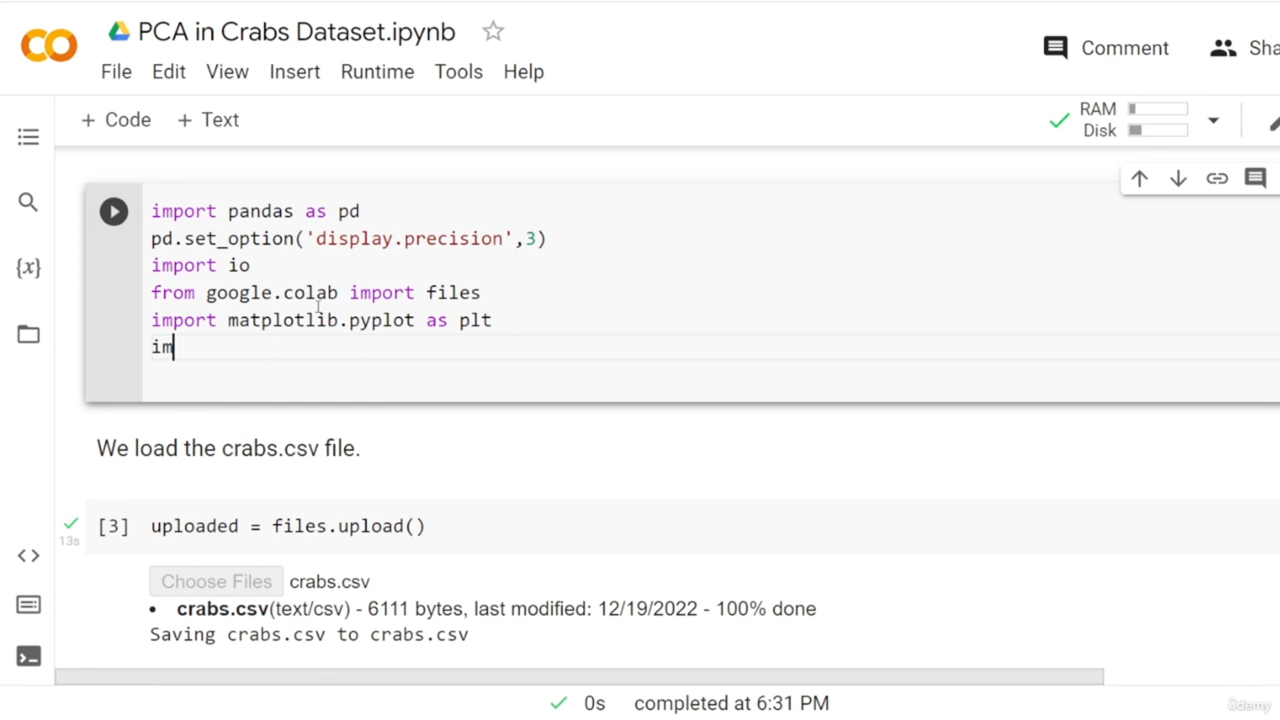 PCA in Crabs Dataset.ipynb
Comment
Sha
File Edit View Insert Runtime Tools Help
+ Code + Text
RAM
Disk
import pandas as pd
pd.set_option('display.precision',3)
import io
from google.colab import files
import matplotlib.pyplot as plt
im
We load the crabs.csv file.
[3] uploaded = files.upload()
13s
Choose Files crabs.csv
• crabs.csv(text/csv) - 6111 bytes, last modified: 12/19/2022 - 100% done
Saving crabs.csv to crabs.csv
0s completed at 6:31 PM
ûdemy